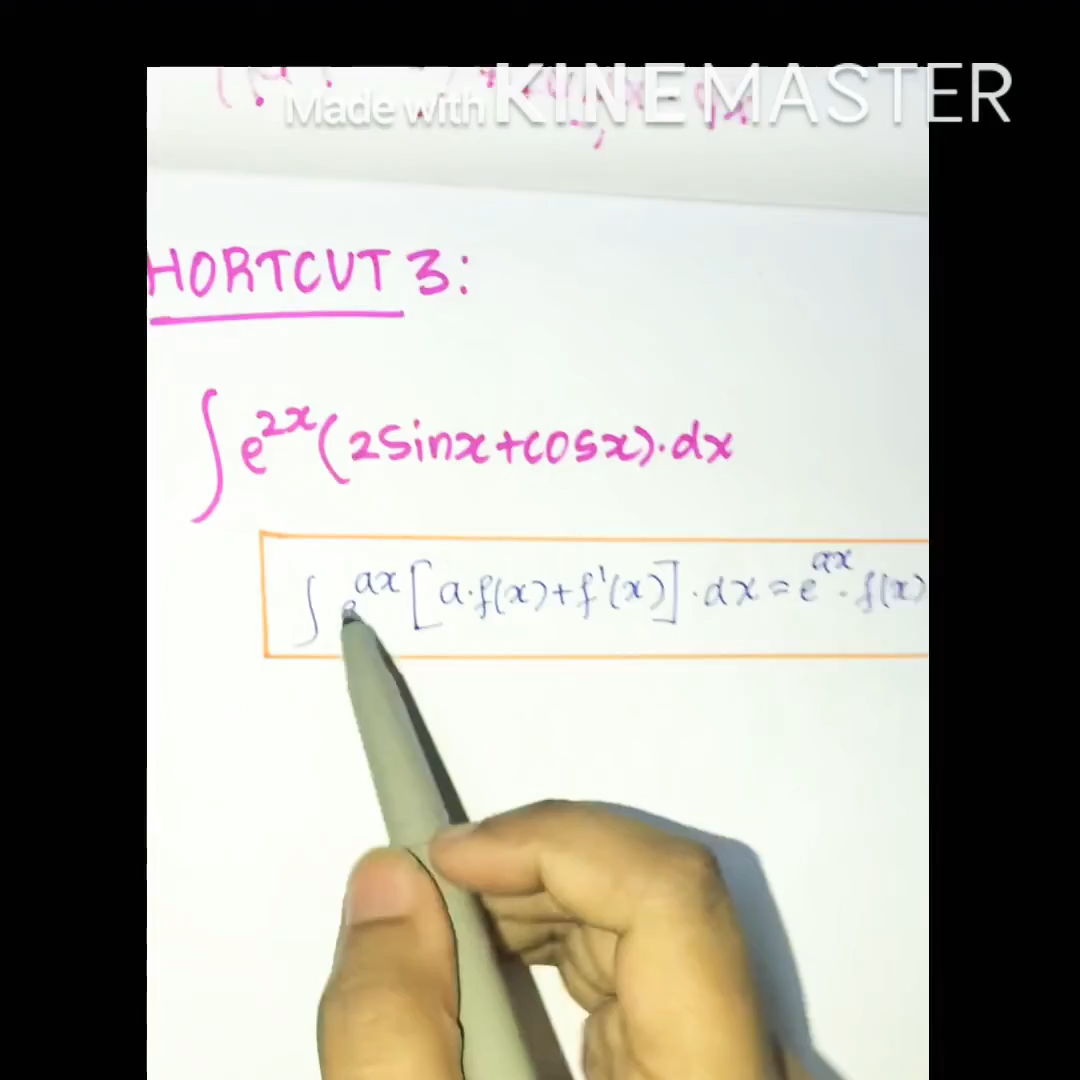 Made with KINEMASTER
HORTCUT 3:
∫e^{2x}(2sinx+cosx).dx
∫e^{ax}[a.f(x)+f'(x)].dx=e^{ax}.f(x)